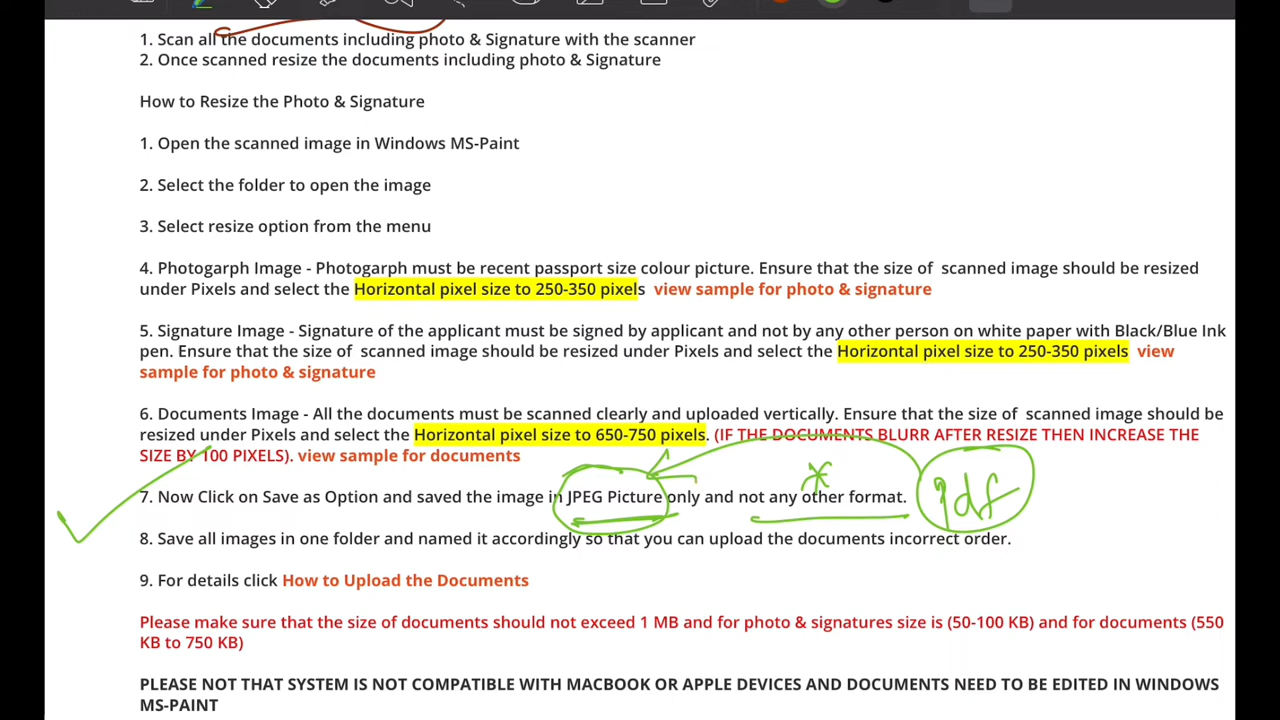 1. Scan all the documents including photo & Signature with the scanner
2. Once scanned resize the documents including photo & Signature
How to Resize the Photo & Signature
1. Open the scanned image in Windows MS-Paint
2. Select the folder to open the image
3. Select resize option from the menu
4. Photogarph Image - Photogarph must be recent passport size colour picture. Ensure that the size of  scanned image should be resized
under Pixels and select the Horizontal pixel size to 250-350 pixels  view sample for photo & signature
5. Signature Image - Signature of the applicant must be signed by applicant and not by any other person on white paper with Black/Blue Ink
pen. Ensure that the size of  scanned image should be resized under Pixels and select the Horizontal pixel size to 250-350 pixels  view
sample for photo & signature
6. Documents Image - All the documents must be scanned clearly and uploaded vertically. Ensure that the size of  scanned image should be
resized under Pixels and select the Horizontal pixel size to 650-750 pixels. (IF THE DOCUMENTS BLURR AFTER RESIZE THEN INCREASE THE
SIZE BY 100 PIXELS). view sample for documents
7. Now Click on Save as Option and saved the image in JPEG Picture only and not any other format. pdf
8. Save all images in one folder and named it accordingly so that you can upload the documents incorrect order.
9. For details click How to Upload the Documents
Please make sure that the size of documents should not exceed 1 MB and for photo & signatures size is (50-100 KB) and for documents (550
KB to 750 KB)
PLEASE NOT THAT SYSTEM IS NOT COMPATIBLE WITH MACBOOK OR APPLE DEVICES AND DOCUMENTS NEED TO BE EDITED IN WINDOWS
MS-PAINT